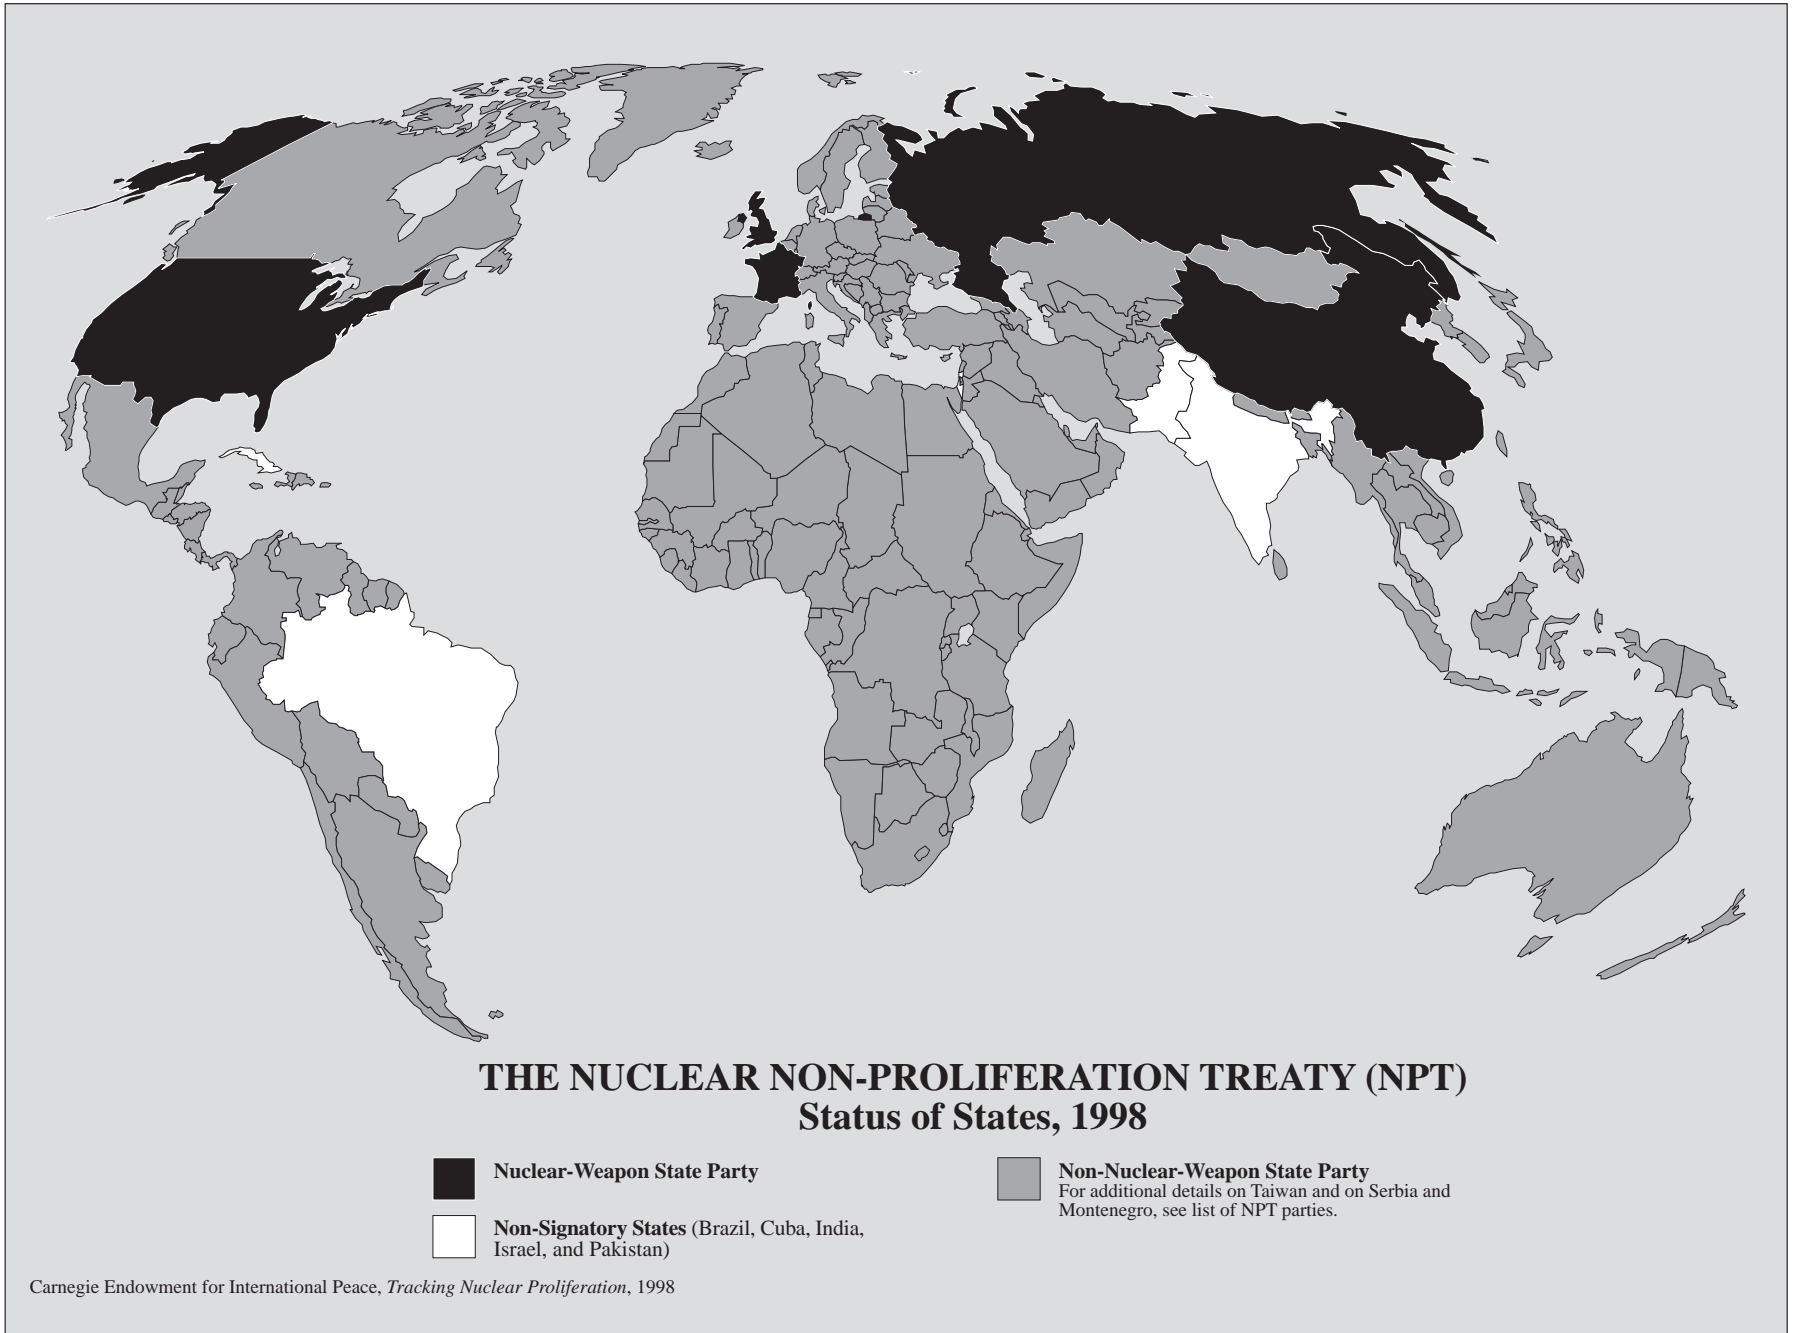 THE NUCLEAR NON-PROLIFERATION TREATY (NPT)
Status of States, 1998
Nuclear-Weapon State Party
Non-Signatory States (Brazil, Cuba, India,
Israel, and Pakistan)
Non-Nuclear-Weapon State Party
For additional details on Taiwan and on Serbia and
Montenegro, see list of NPT parties.
Carnegie Endowment for International Peace, Tracking Nuclear Proliferation, 1998